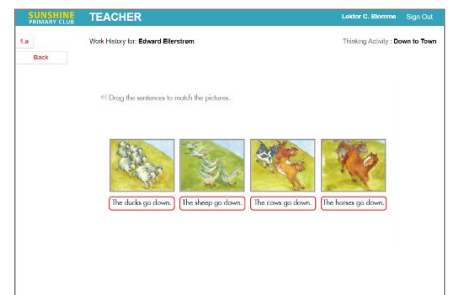 SUNSHINE
PRIMARY CLUB
TEACHER
Lektor C. Blomme Sign Out
1.a
Work History for: Edward Ellerstrøm
Thinking Activity : Down to Town
Back
Drag the sentences to match the pictures.
The ducks go down. The sheep go down. The cows go down. The horses go down.